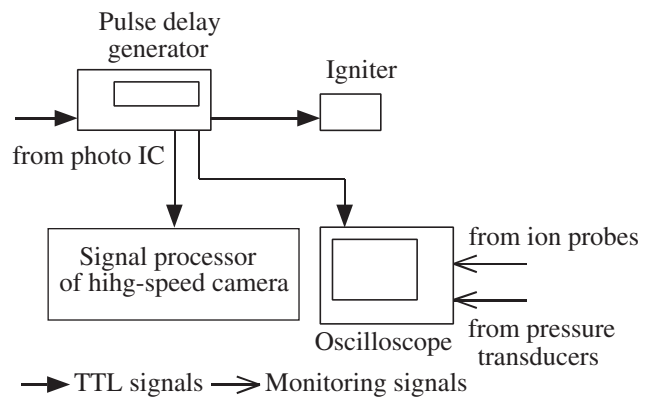 Pulse delay
generator
Igniter
from photo IC
Signal processor
of hihg-speed camera
from ion probes
from pressure
transducers
Oscilloscope
TTL signals
Monitoring signals